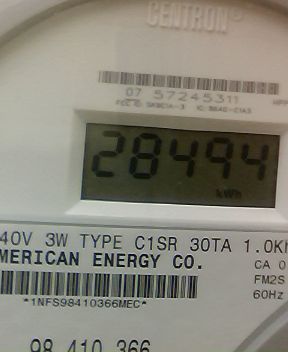 CENTRON®
07 57245311
28494
kWh
40V 3W TYPE C1SR 30TA 1.0K
MERICAN ENERGY CO.
CA 0
FM2S
60Hz
*1NFS98410366MEC*
98 410 366